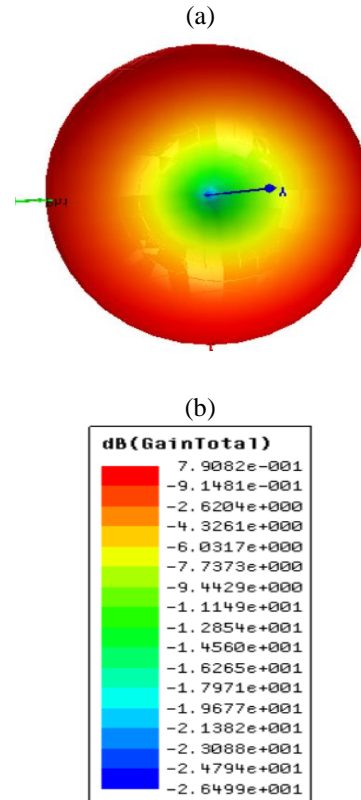 (a)
(b)
dB(GainTotal)
7.9082e-001
-9.1481e-001
-2.6204e+000
-4.3261e+000
-6.0317e+000
-7.7373e+000
-9.4429e+000
-1.1149e+001
-1.2854e+001
-1.4560e+001
-1.6265e+001
-1.7971e+001
-1.9677e+001
-2.1382e+001
-2.3088e+001
-2.4794e+001
-2.6499e+001